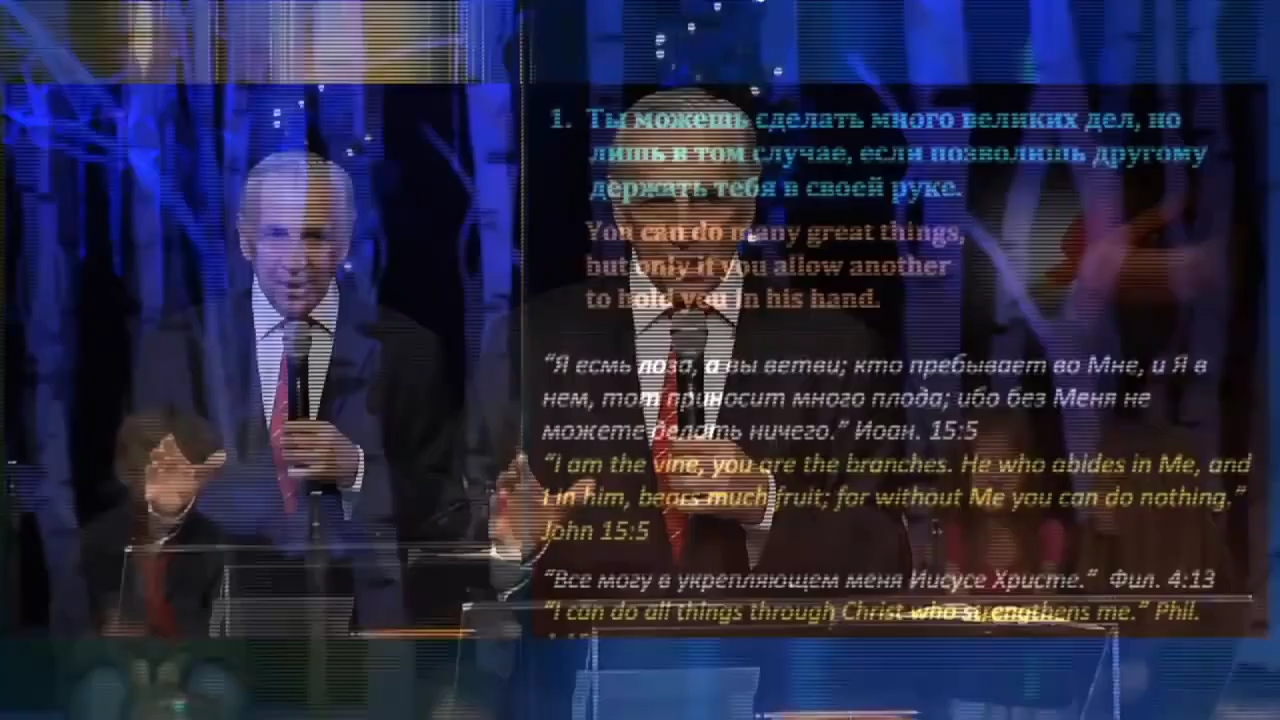 1. Ты можешь сделать много великих дел, но
лишь в том случае, если позволишь другому
держать тебя в своей руке.
You can do many great things,
but only if you allow another
to hold you in his hand.
“Я есмь лоза, а вы ветви; кто пребывает во Мне, и Я в
нем, тот приносит много плода; ибо без Меня не
можете делать ничего.” Иоан. 15:5
“I am the vine, you are the branches. He who abides in Me, and
I in him, bears much fruit; for without Me you can do nothing.”
John 15:5
“Все могу в укрепляющем меня Иисусе Христе.” Фил. 4:13
“I can do all things through Christ who strengthens me.” Phil.